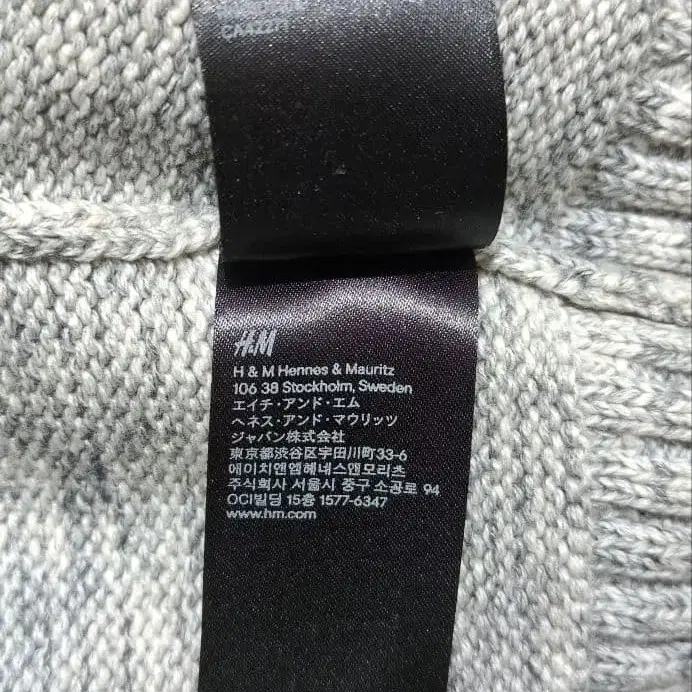 H&M
H & M Hennes & Mauritz
106 38 Stockholm, Sweden
エイチ・アンド・エム
ヘネス・アンド・マウリッツ
ジャパン株式会社
東京都渋谷区宇田川町33-6
에이치앤엠헤네스앤모리츠
주식회사 서울시 중구 소공로 94
OCI빌딩 15층 1577-6347
www.hm.com